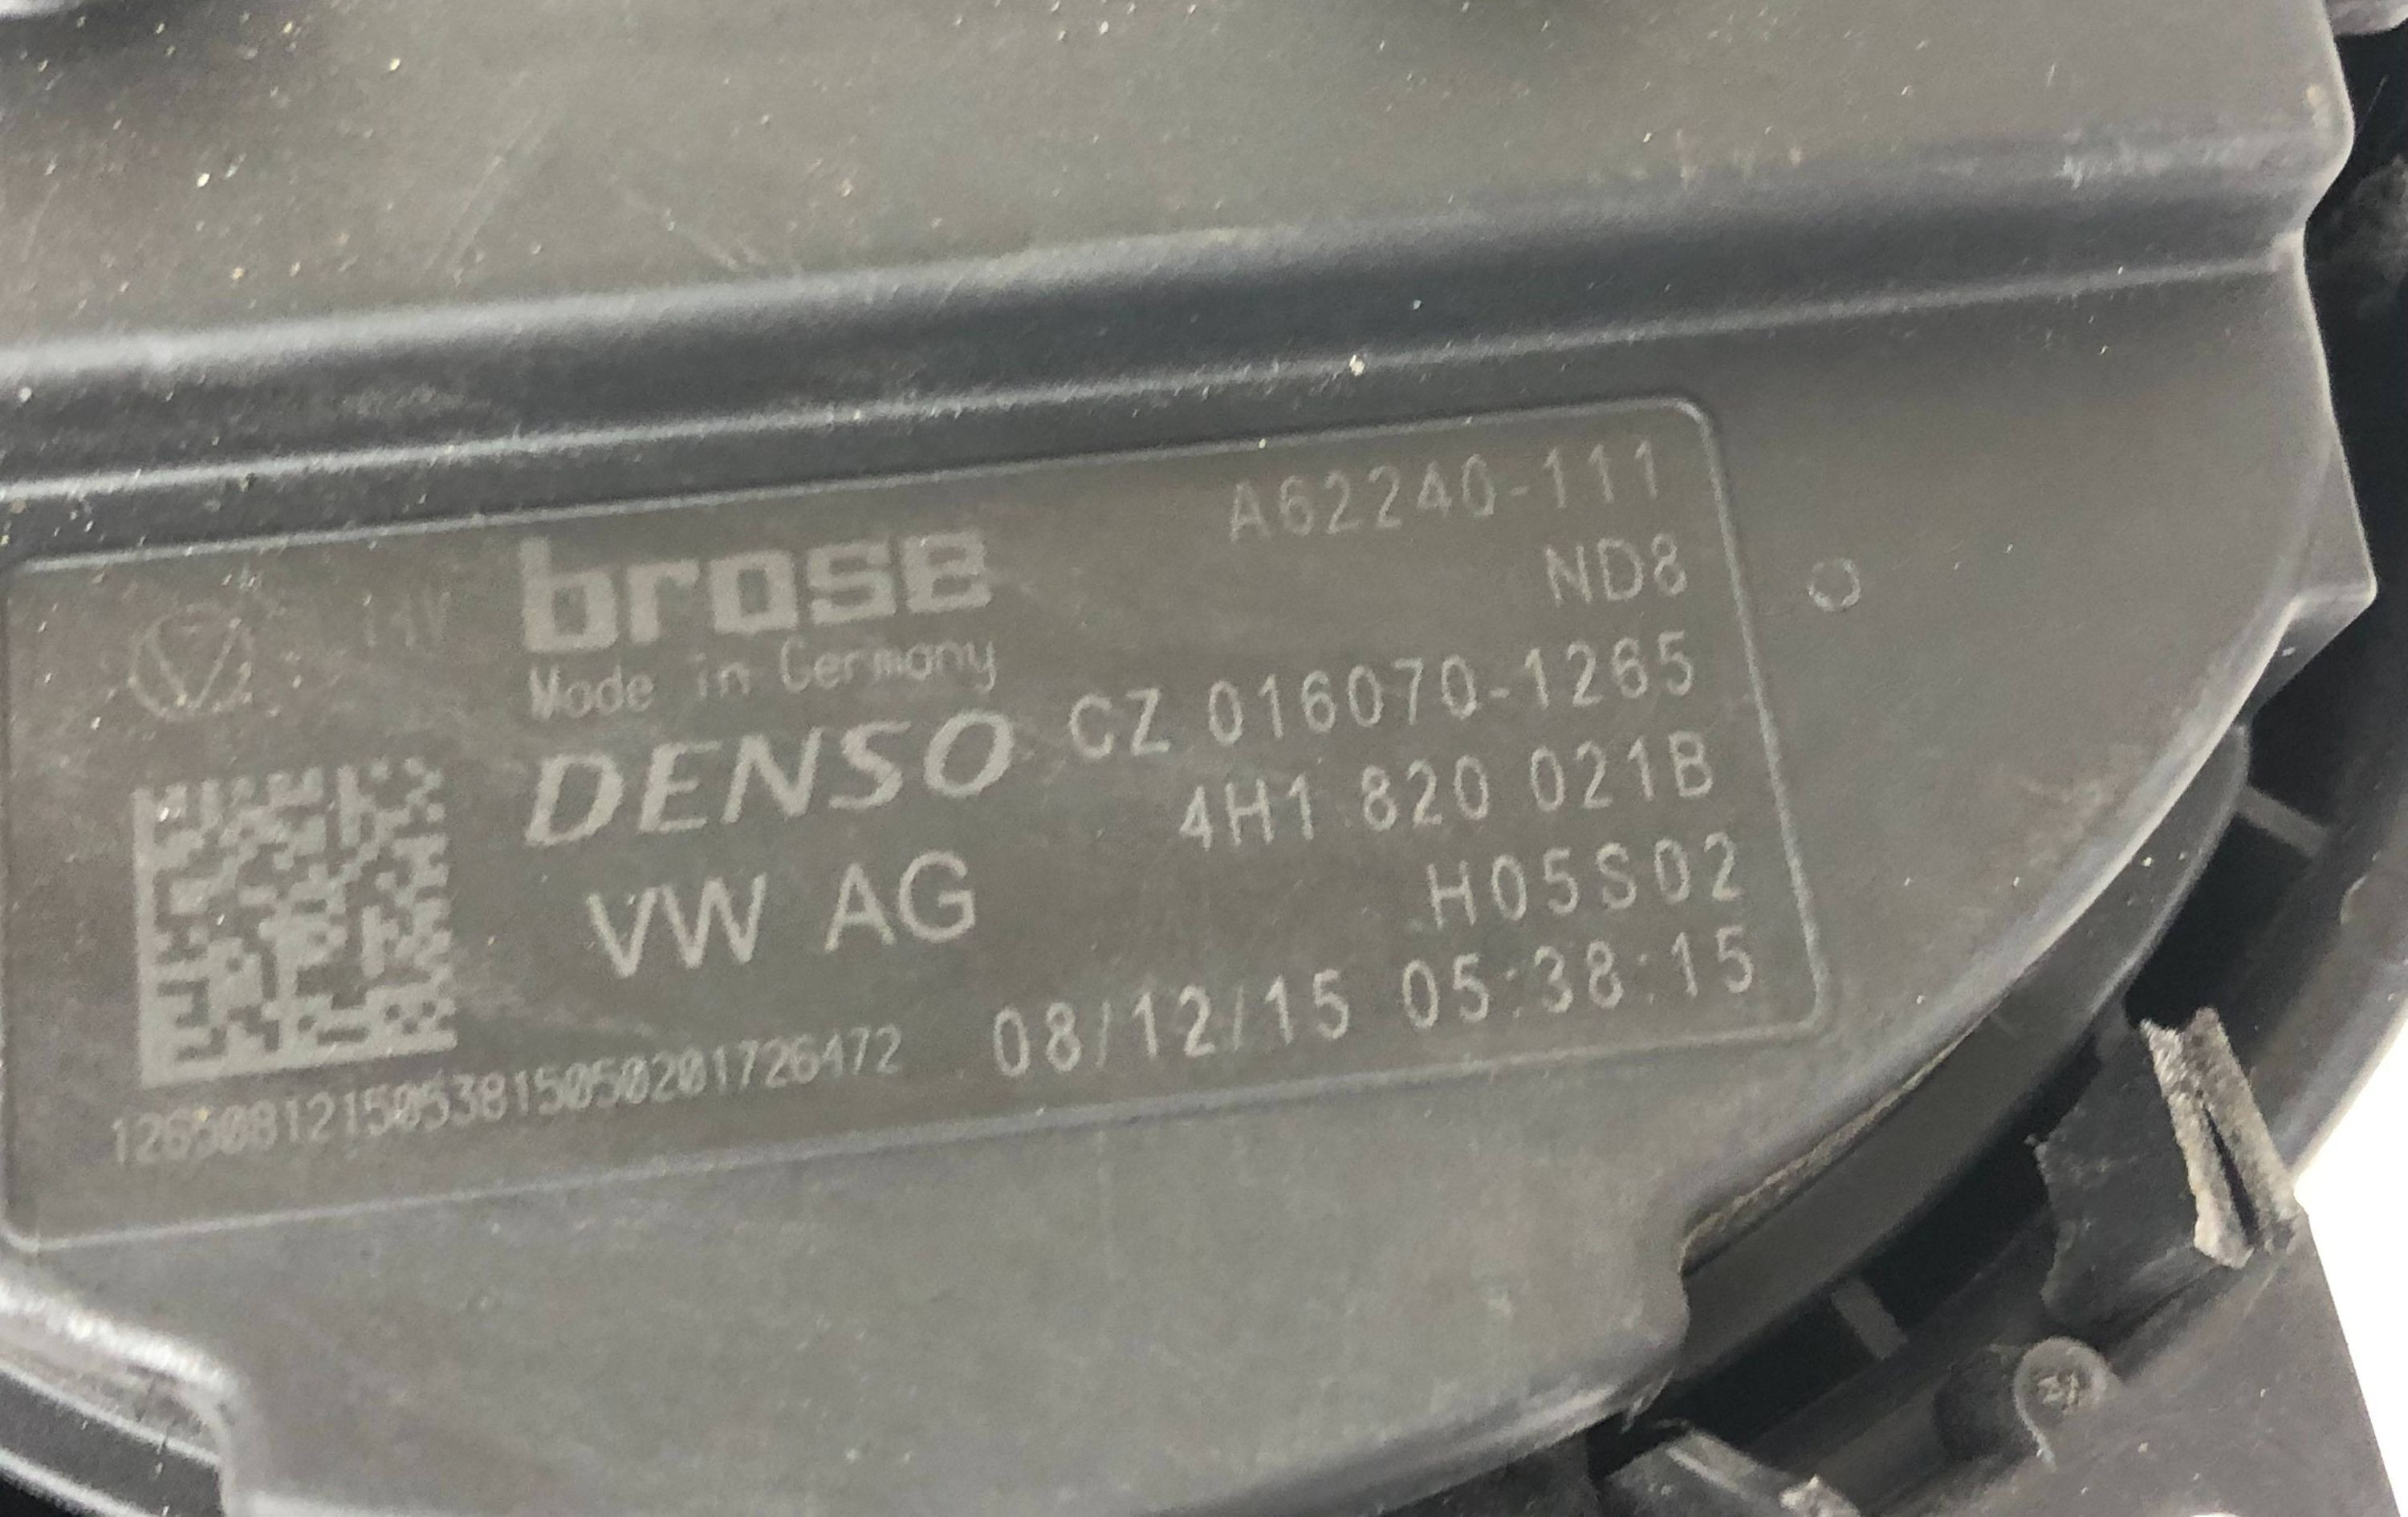 A62240-111
brose ND8
Made in Germany
DENSO CZ 016070-1265
4H1 820 021B
VW AG H05S02
08/12/15 05:38:15
1265081215053815050201726472